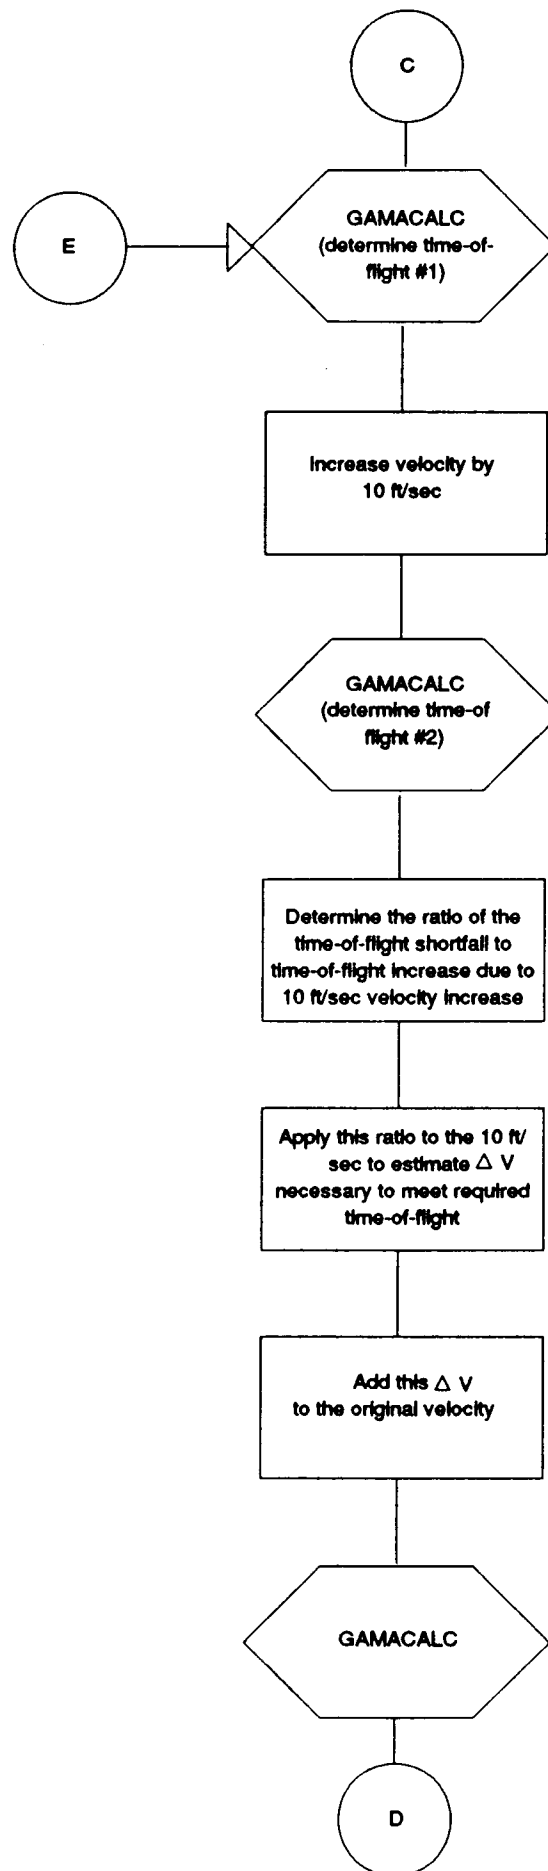 C
E
GAMACALC
(determine time-of-
flight #1)
Increase velocity by
10 ft/sec
GAMACALC
(determine time-of
flight #2)
Determine the ratio of the
time-of-flight shortfall to
time-of-flight increase due to
10 ft/sec velocity increase
Apply this ratio to the 10 ft/
sec to estimate Δ V
necessary to meet required
time-of-flight
Add this Δ V
to the original velocity
GAMACALC
D